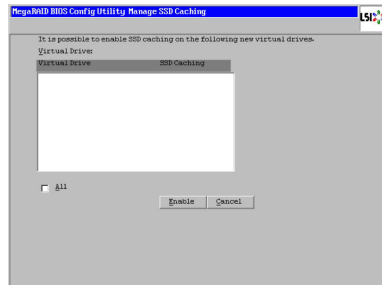 MegaRAID BIOS Config Utility Manage SSD Caching
LSI
It is possible to enable SSD caching on the following new virtual drives.
Virtual Drive:
Virtual Drive SSD Caching
All
Enable Cancel